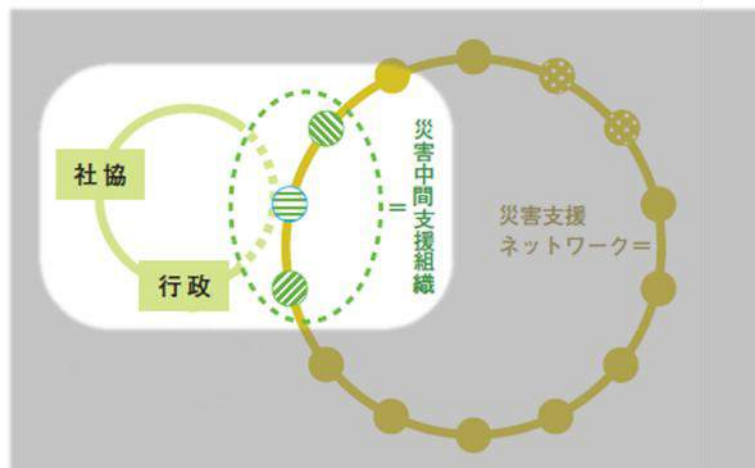 社協
行政
=災害中間支援組織
災害支援
ネットワーク=